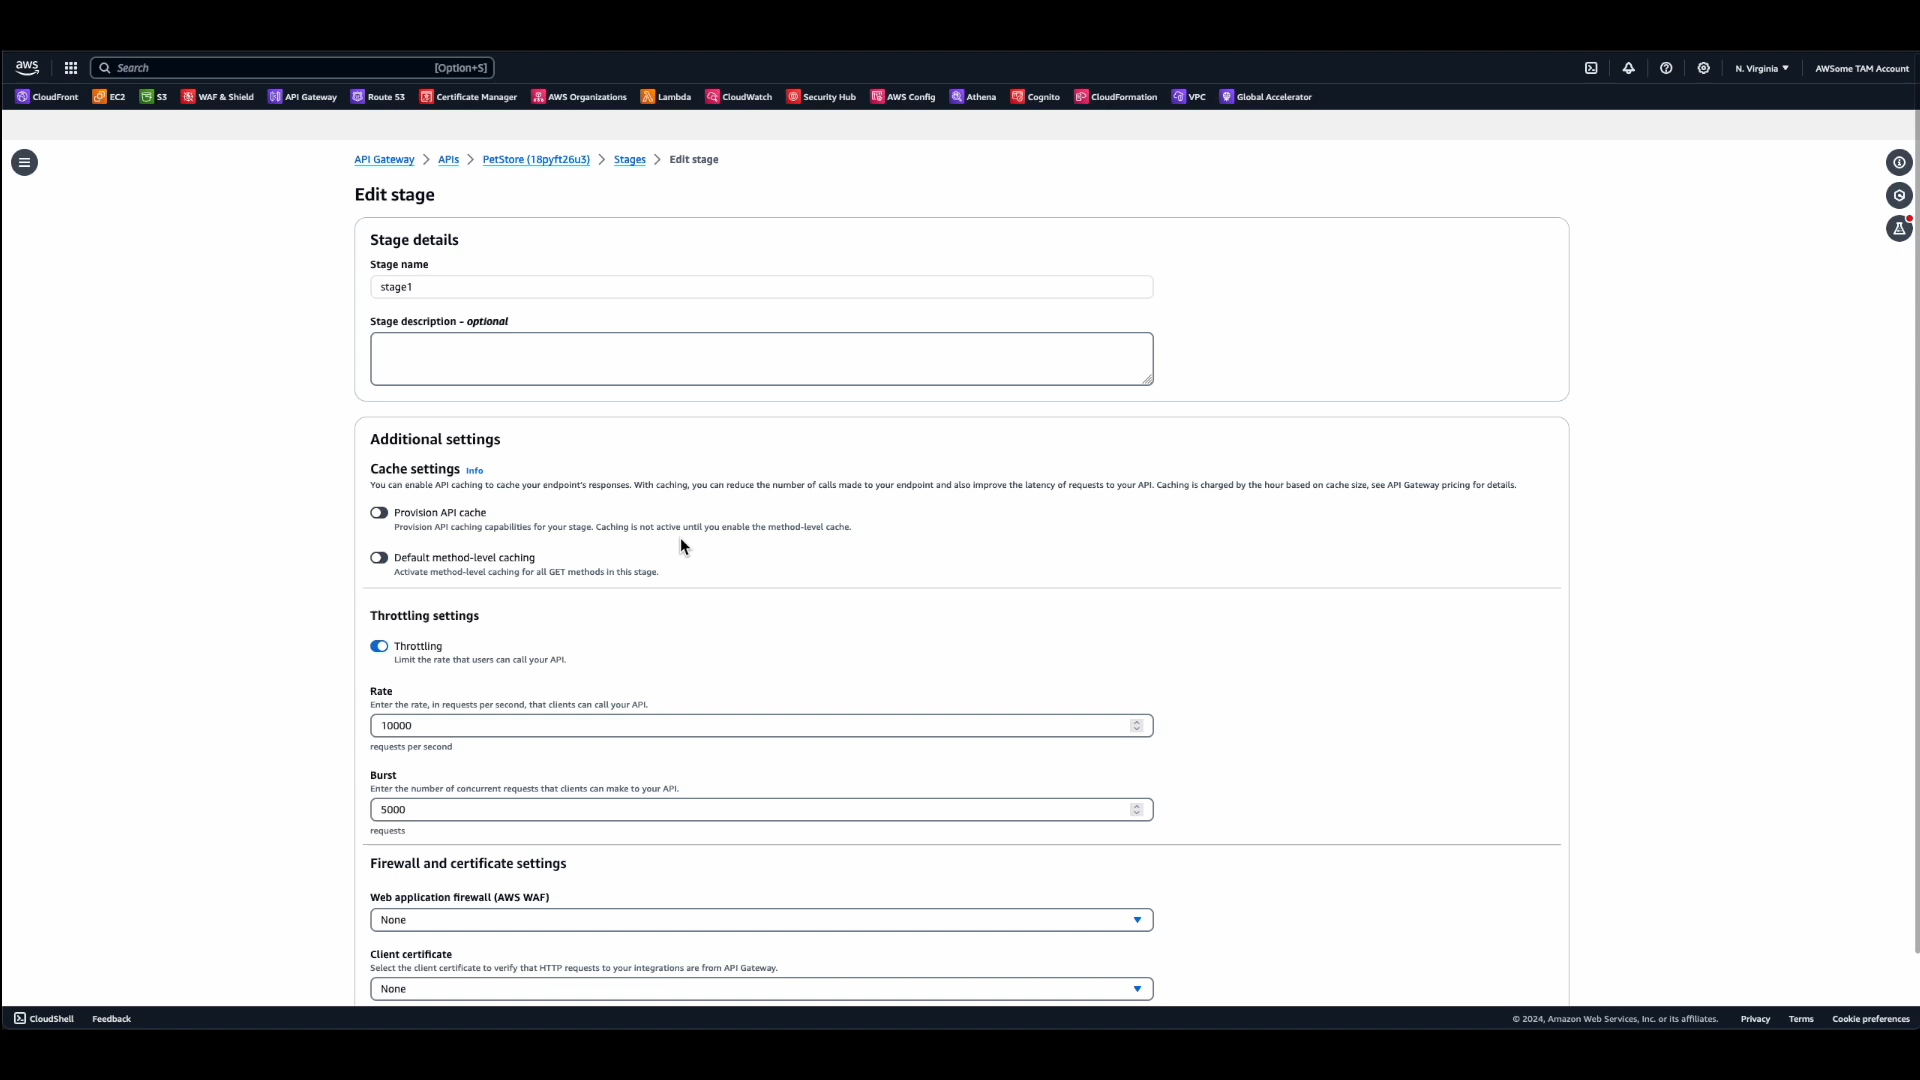 aws
Search [Option+S]
N. Virginia
AWSome TAM Account
CloudFront EC2 S3 WAF & Shield API Gateway Route 53 Certificate Manager AWS Organizations Lambda CloudWatch Security Hub AWS Config Athena Cognito CloudFormation VPC Global Accelerator
API Gateway > APIs > PetStore (18pyft26u3) > Stages > Edit stage
Edit stage
Stage details
Stage name
stage1
Stage description - optional
Additional settings
Cache settings Info
You can enable API caching to cache your endpoint's responses. With caching, you can reduce the number of calls made to your endpoint and also improve the latency of requests to your API. Caching is charged by the hour based on cache size, see API Gateway pricing for details.
Provision API cache
Provision API caching capabilities for your stage. Caching is not active until you enable the method-level cache.
Default method-level caching
Activate method-level caching for all GET methods in this stage.
Throttling settings
Throttling
Limit the rate that users can call your API.
Rate
Enter the rate, in requests per second, that clients can call your API.
10000
requests per second
Burst
Enter the number of concurrent requests that clients can make to your API.
5000
requests
Firewall and certificate settings
Web application firewall (AWS WAF)
None
Client certificate
Select the client certificate to verify that HTTP requests to your integrations are from API Gateway.
None
CloudShell Feedback
© 2024, Amazon Web Services, Inc. or its affiliates. Privacy Terms Cookie preferences